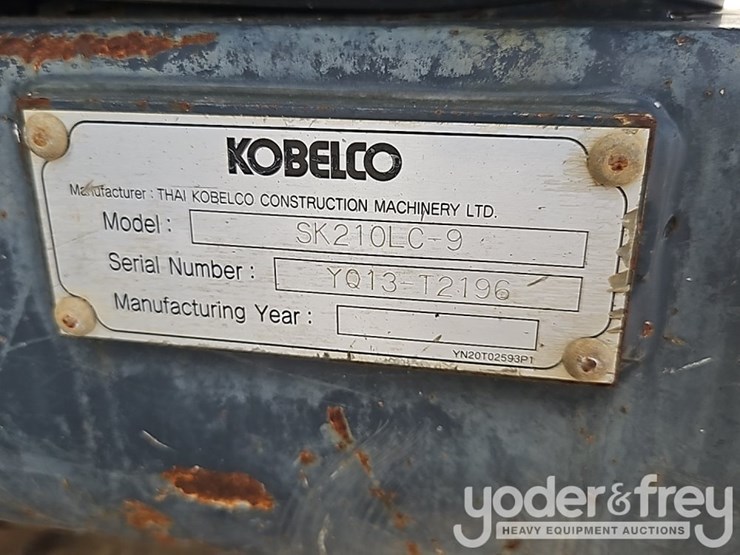 KOBELCO
Manufacturer : THAI KOBELCO CONSTRUCTION MACHINERY LTD.
Model : SK210LC-9
Serial Number : YQ13-T2196
Manufacturing Year :
YN20T02593P1
yoder&frey
HEAVY EQUIPMENT AUCTIONS